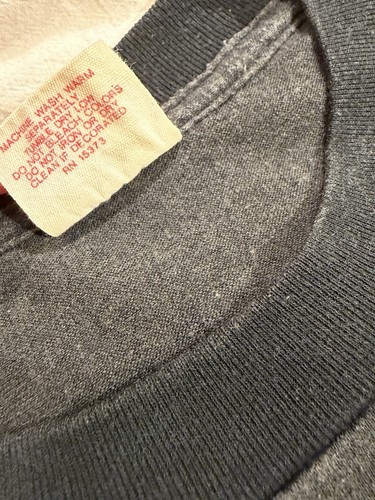 MACHINE WASH WARM
SEPARATELY
TUMBLE DRY LOW
DO NOT BLEACH COLORS
DO NOT IRON OR DRY
CLEAN IF DECORATED
RN 15373